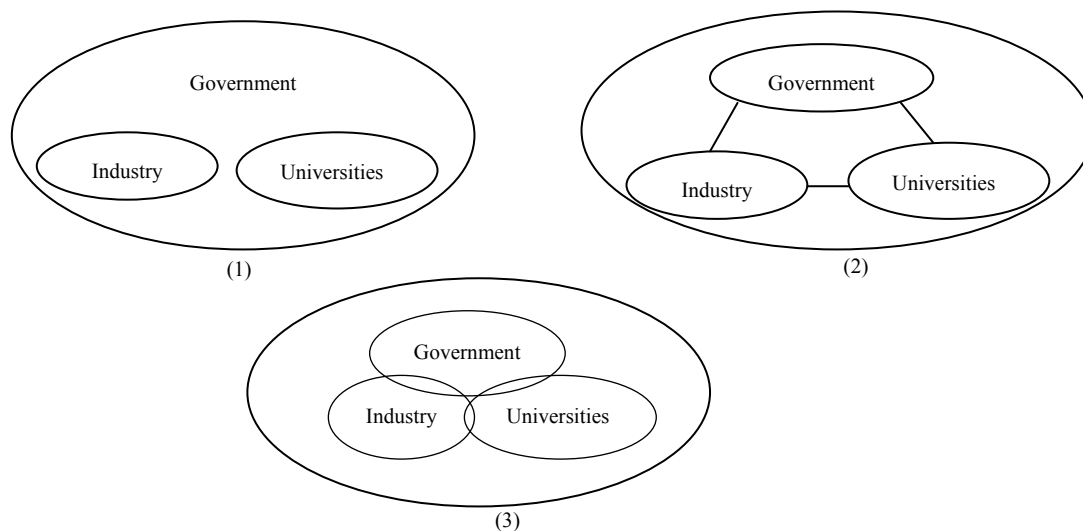 Government
Industry
Universities
(1)
Government
Industry
Universities
(2)
Government
Industry
Universities
(3)